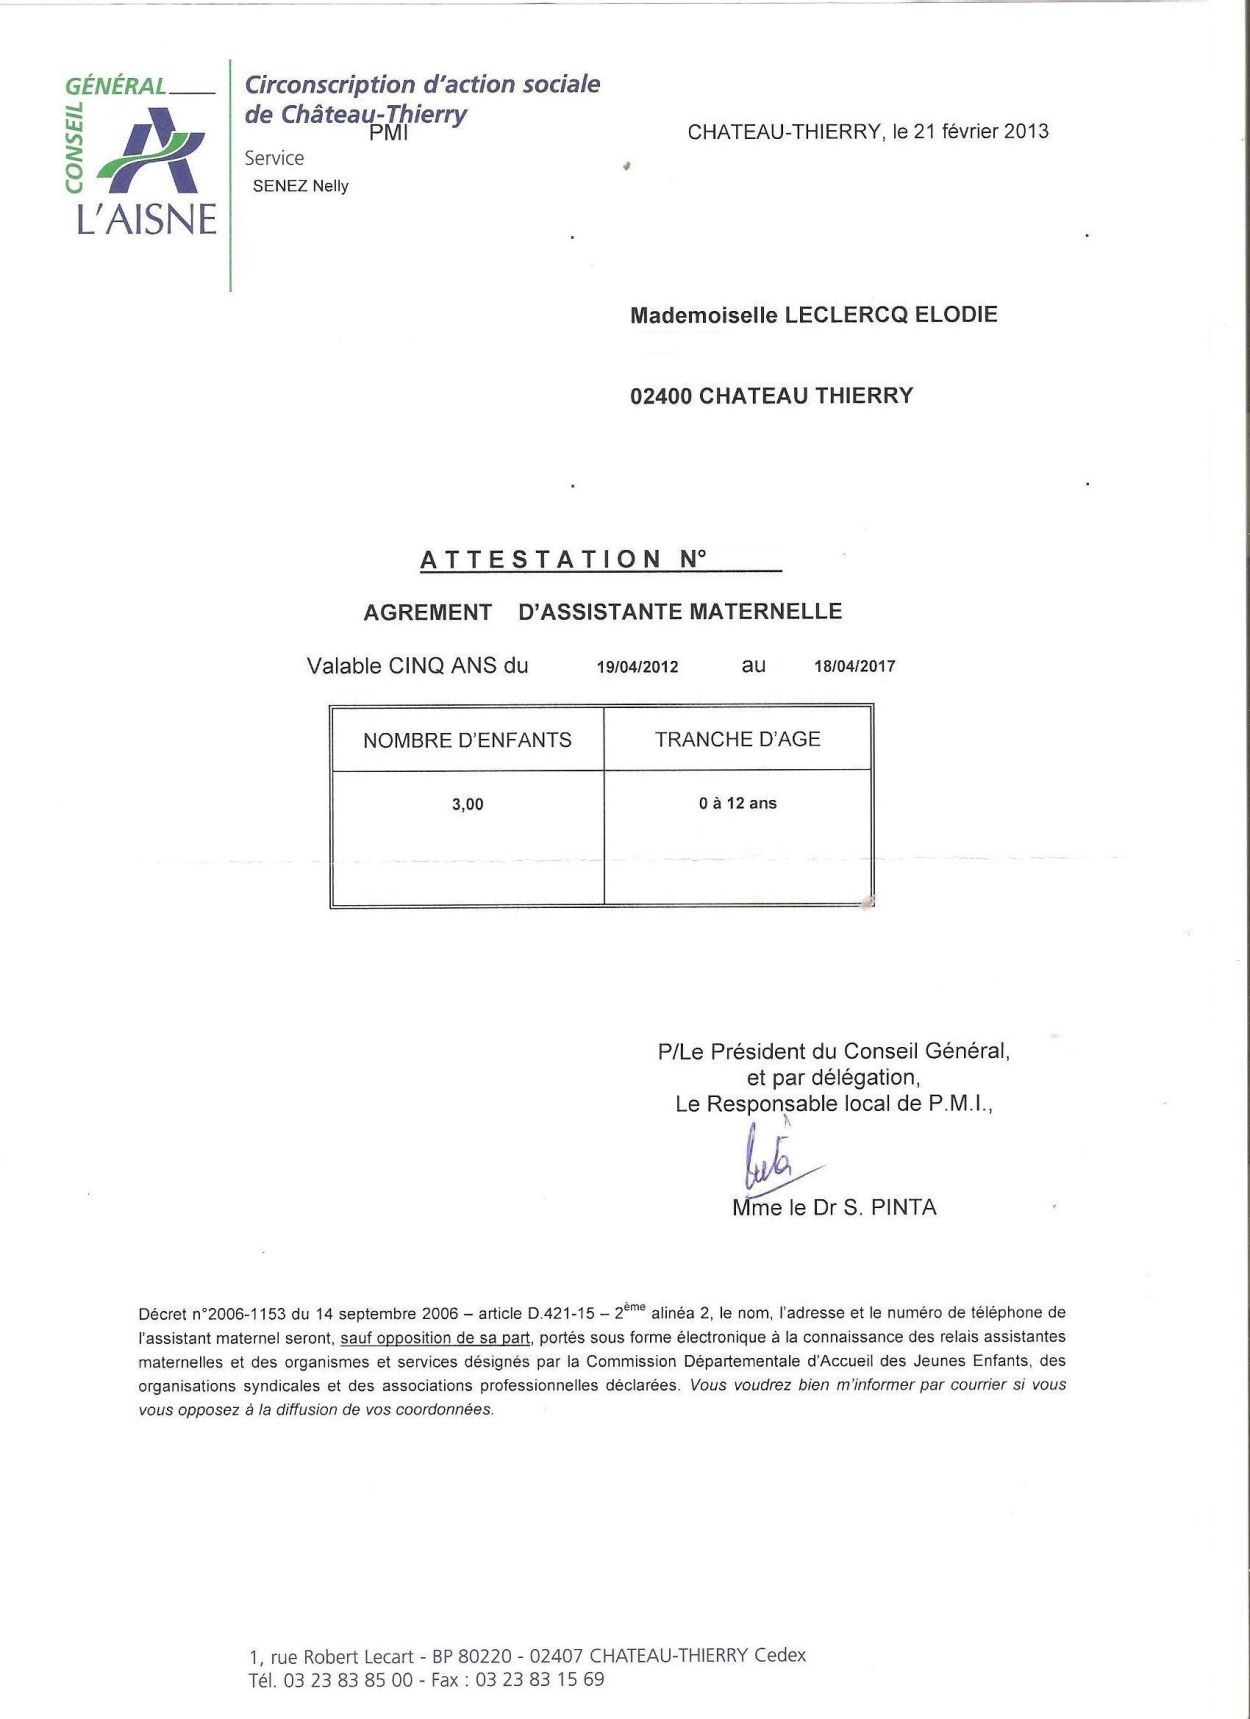 CONSEIL GÉNÉRAL
L'AISNE
Circonscription d'action sociale
de Château-Thierry
PMI
Service
SENEZ Nelly
CHATEAU-THIERRY, le 21 février 2013
Mademoiselle LECLERCQ ELODIE
02400 CHATEAU THIERRY
ATTESTATION N°
AGREMENT D'ASSISTANTE MATERNELLE
Valable CINQ ANS du 19/04/2012 au 18/04/2017
NOMBRE D'ENFANTS TRANCHE D'AGE
3,00 0 à 12 ans
P/Le Président du Conseil Général,
et par délégation,
Le Responsable local de P.M.I.,
Mme le Dr S. PINTA
Décret n°2006-1153 du 14 septembre 2006 – article D.421-15 – 2ème alinéa 2, le nom, l'adresse et le numéro de téléphone de
l'assistant maternel seront, sauf opposition de sa part, portés sous forme électronique à la connaissance des relais assistantes
maternelles et des organismes et services désignés par la Commission Départementale d'Accueil des Jeunes Enfants, des
organisations syndicales et des associations professionnelles déclarées. Vous voudrez bien m'informer par courrier si vous
vous opposez à la diffusion de vos coordonnées.
1, rue Robert Lecart - BP 80220 - 02407 CHATEAU-THIERRY Cedex
Tél. 03 23 83 85 00 - Fax : 03 23 83 15 69